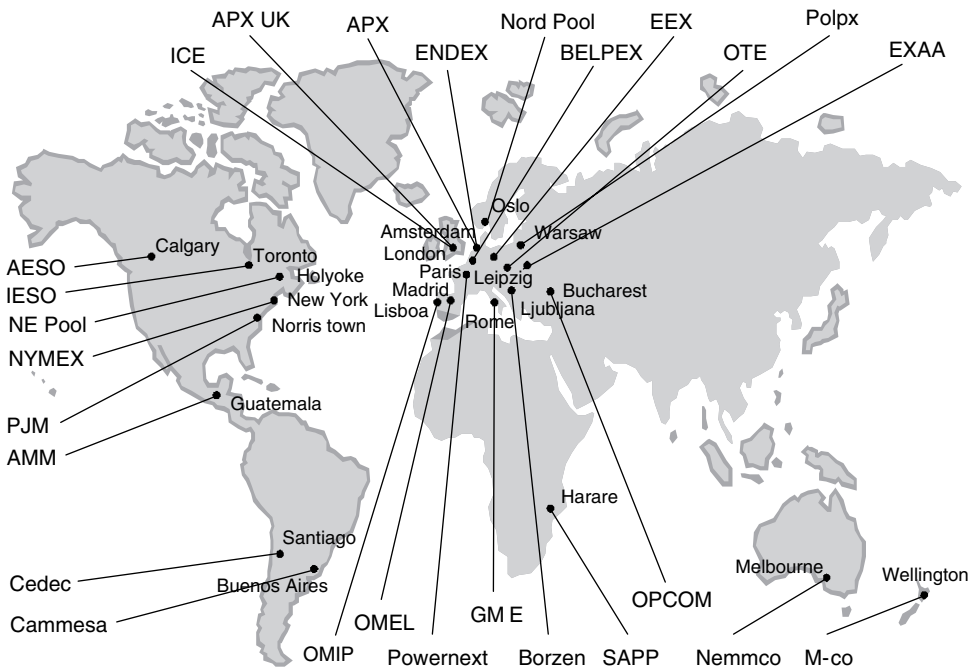 APX UK
APX
Nord Pool
EEX
Polpx
ICE
ENDEX
BELPEX
OTE
EXAA
Oslo
Amsterdam
Warsaw
London
Paris
Leipzig
Madrid
Bucharest
Lisboa
Rome
Ljubljana
Calgary
Toronto
Holyoke
New York
Norris town
Guatemala
AESO
IESO
NE Pool
NYMEX
PJM
AMM
Harare
Santiago
Buenos Aires
Melbourne
Wellington
Cedec
Cammesa
OMIP
OMEL
Powernext
GM E
Borzen
SAPP
OPCOM
Nemmco
M-co